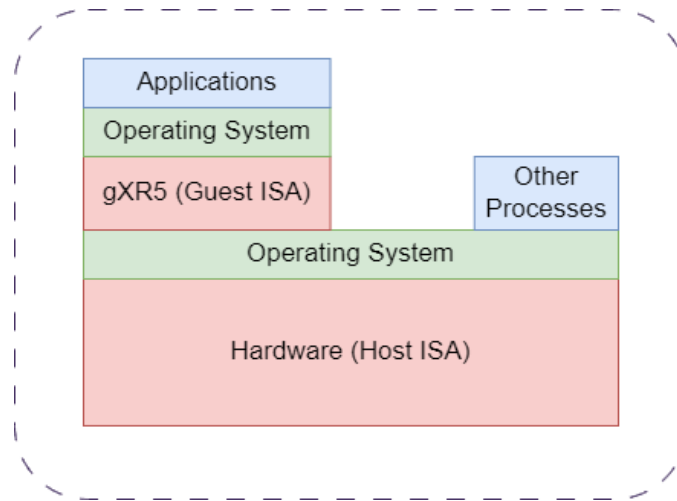 Applications
Operating System
gXR5 (Guest ISA)
Other
Processes
Operating System
Hardware (Host ISA)